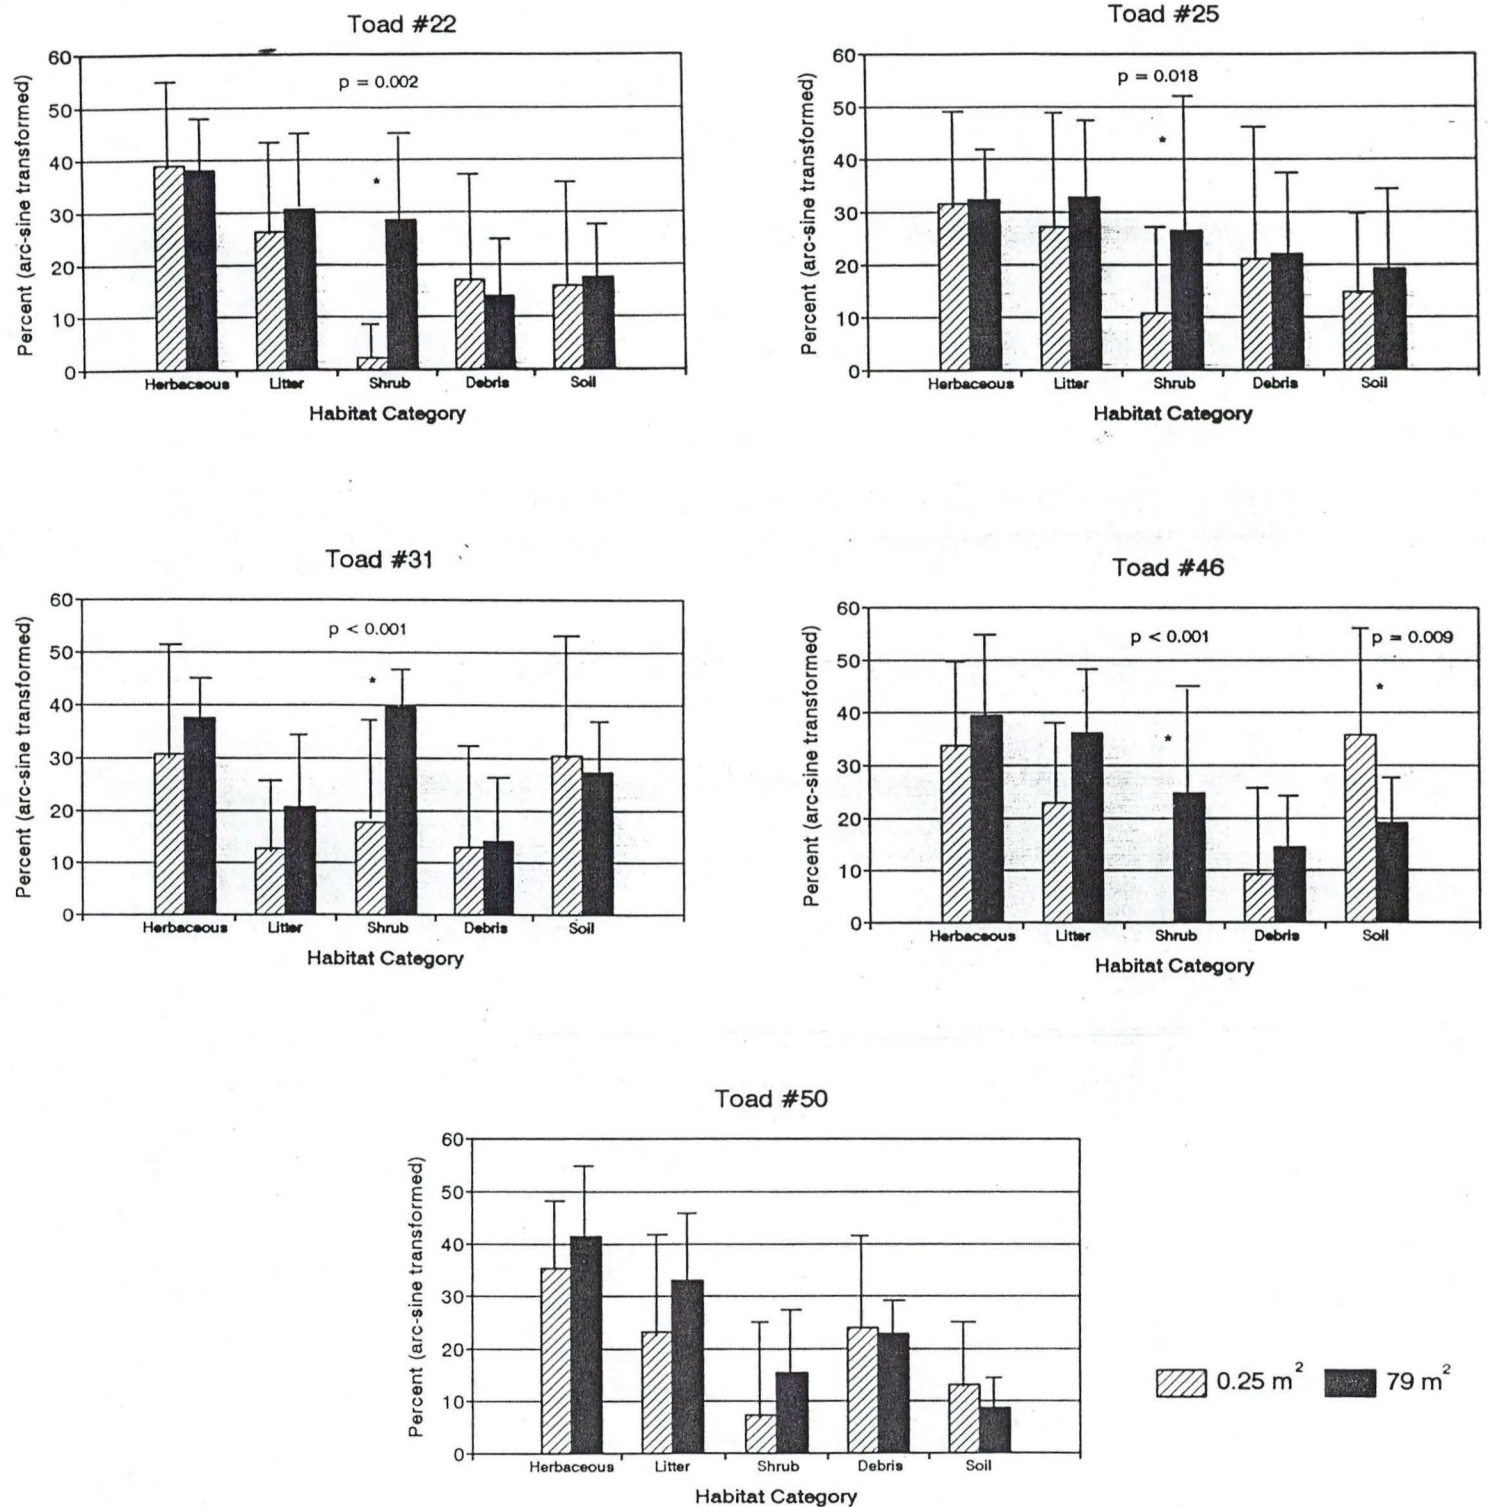 Toad #22
Percent (arc-sine transformed)
60
50
40
30
20
10
0
p = 0.002
*
Herbaceous Litter Shrub Debris Soil
Habitat Category
Toad #25
Percent (arc-sine transformed)
60
50
40
30
20
10
0
p = 0.018
*
Herbaceous Litter Shrub Debris Soil
Habitat Category
Toad #31
Percent (arc-sine transformed)
60
50
40
30
20
10
0
p < 0.001
*
Herbaceous Litter Shrub Debris Soil
Habitat Category
Toad #46
Percent (arc-sine transformed)
60
50
40
30
20
10
0
p < 0.001 p = 0.009
*
*
Herbaceous Litter Shrub Debris Soil
Habitat Category
Toad #50
Percent (arc-sine transformed)
60
50
40
30
20
10
0
Herbaceous Litter Shrub Debris Soil
Habitat Category
0.25 m² 79 m²